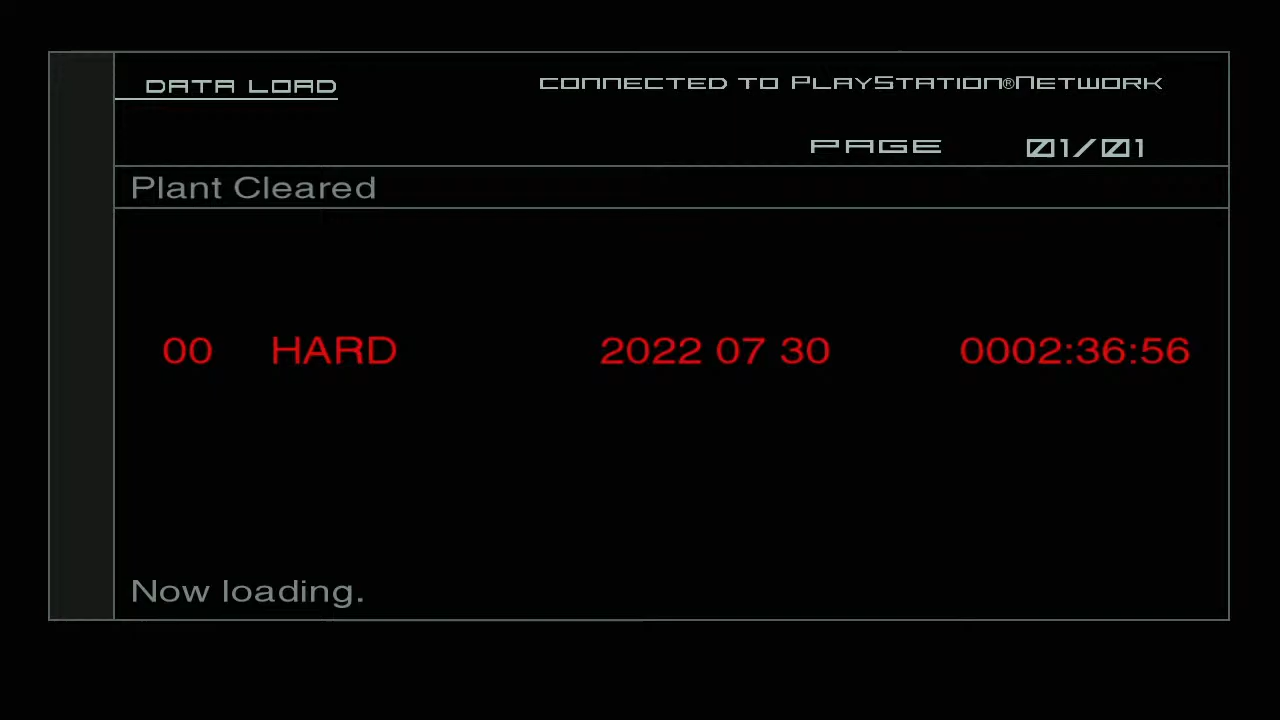 DATA LOAD
CONNECTED TO PLAYSTATION®NETWORK
PAGE 01/01
Plant Cleared
00 HARD 2022 07 30 0002:36:56
Now loading.